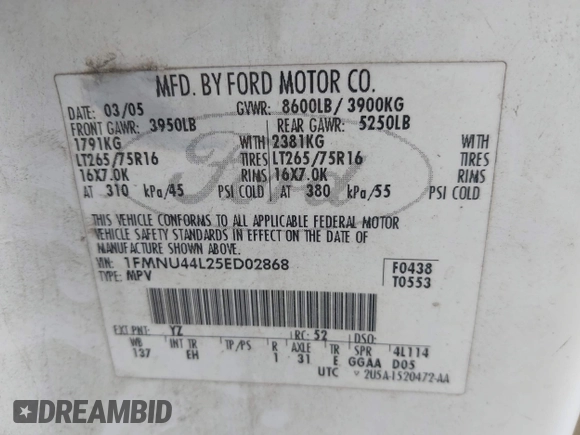 MFD. BY FORD MOTOR CO.
DATE: 03/05 GVWR: 8600LB/ 3900KG
FRONT GAWR: 3950LB REAR GAWR: 5250LB
1791KG WITH 2381KG WITH
LT265/75R16 TIRES LT265/75R16 TIRES
16X7.0K RIMS 16X7.0K RIMS
AT 310 kPa/45 PSI COLD AT 380 kPa/55 PSI COLD
THIS VEHICLE CONFORMS TO ALL APPLICABLE FEDERAL MOTOR
VEHICLE SAFETY STANDARDS IN EFFECT ON THE DATE OF
MANUFACTURE SHOWN ABOVE.
VIN: 1FMNU44L25ED02868 F0438
TYPE: MPV T0553
EXT PNT: YZ RC: 52 DSO:
WB INT TR TP/PS R AXLE TR SPR 4L114
137 EH 1 31 E GGAA D05
UTC 2U5A-1520472-AA
Ford
DREAMBID